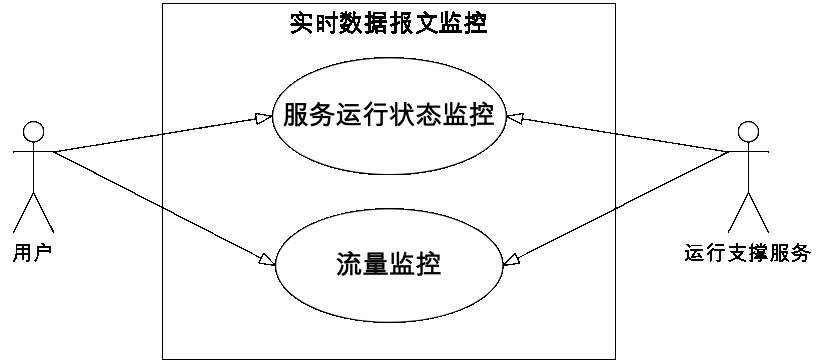 实时数据报文监控
服务运行状态监控
用户
运行支撑服务
流量监控